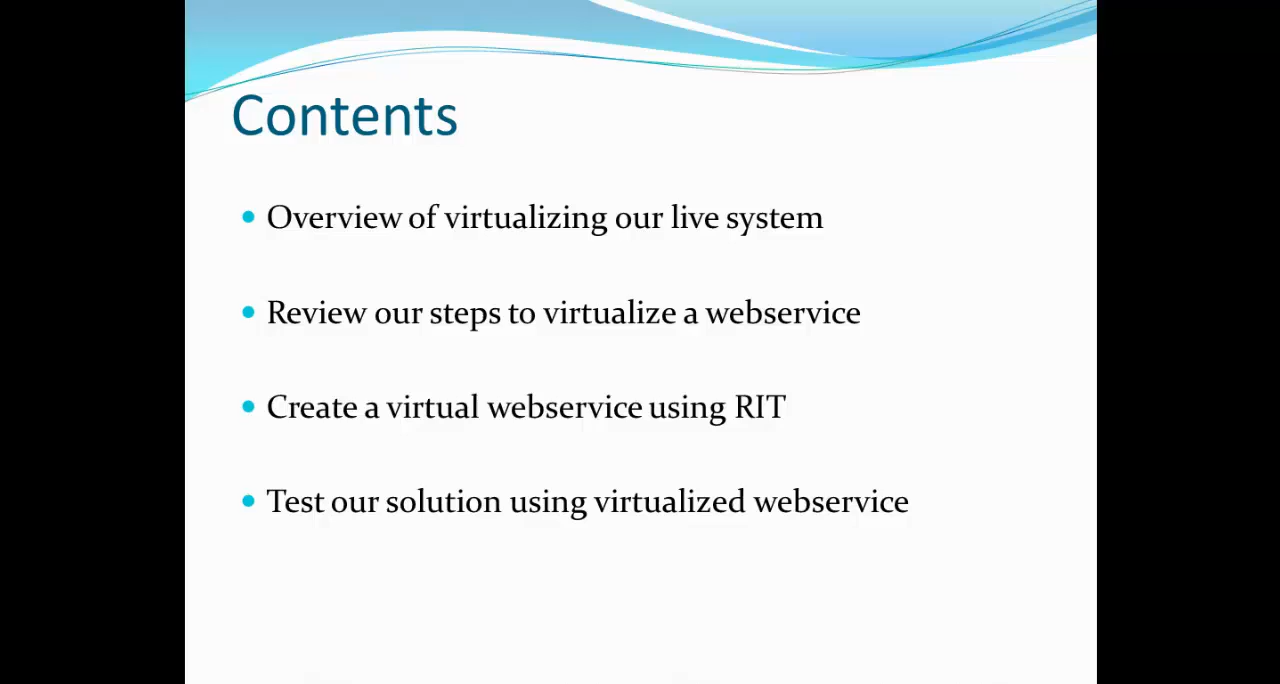 Contents
Overview of virtualizing our live system
Review our steps to virtualize a webservice
Create a virtual webservice using RIT
Test our solution using virtualized webservice